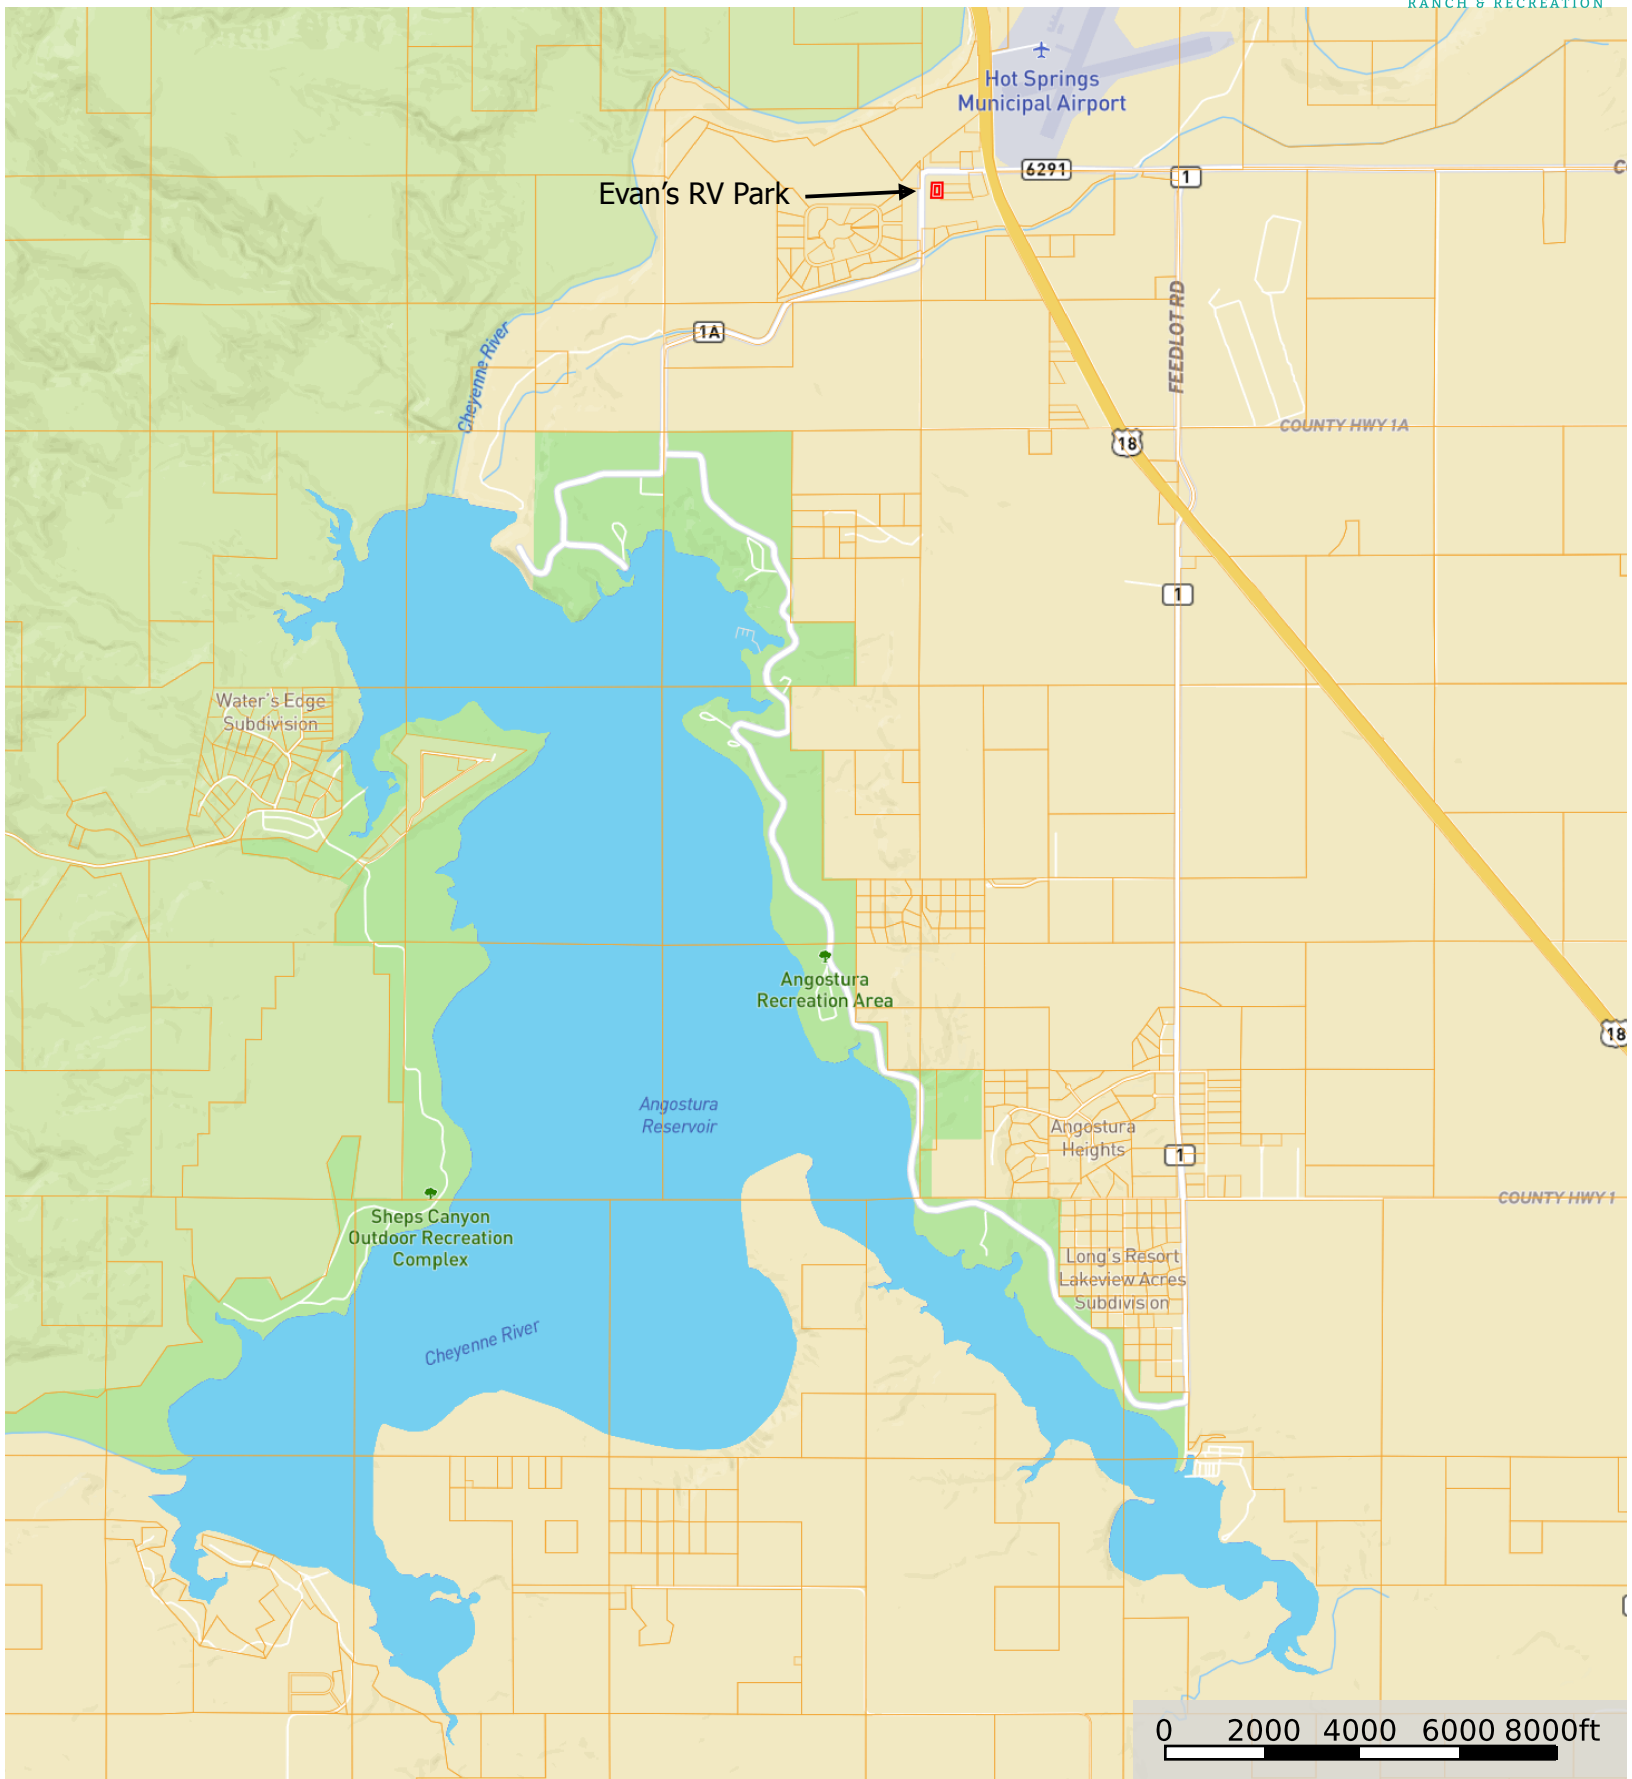 RANCH & RECREATION
Hot Springs
Municipal Airport
6291
1
Evan's RV Park
1A
Cheyenne River
FEEDLOT RD
COUNTY HWY 1A
18
1
Water's Edge
Subdivision
Angostura
Recreation Area
18
Angostura
Reservoir
Angostura
Heights
1
COUNTY HWY 1
Sheps Canyon
Outdoor Recreation
Complex
Long's Resort
Lakeview Acres
Subdivision
Cheyenne River
0 2000 4000 6000 8000ft